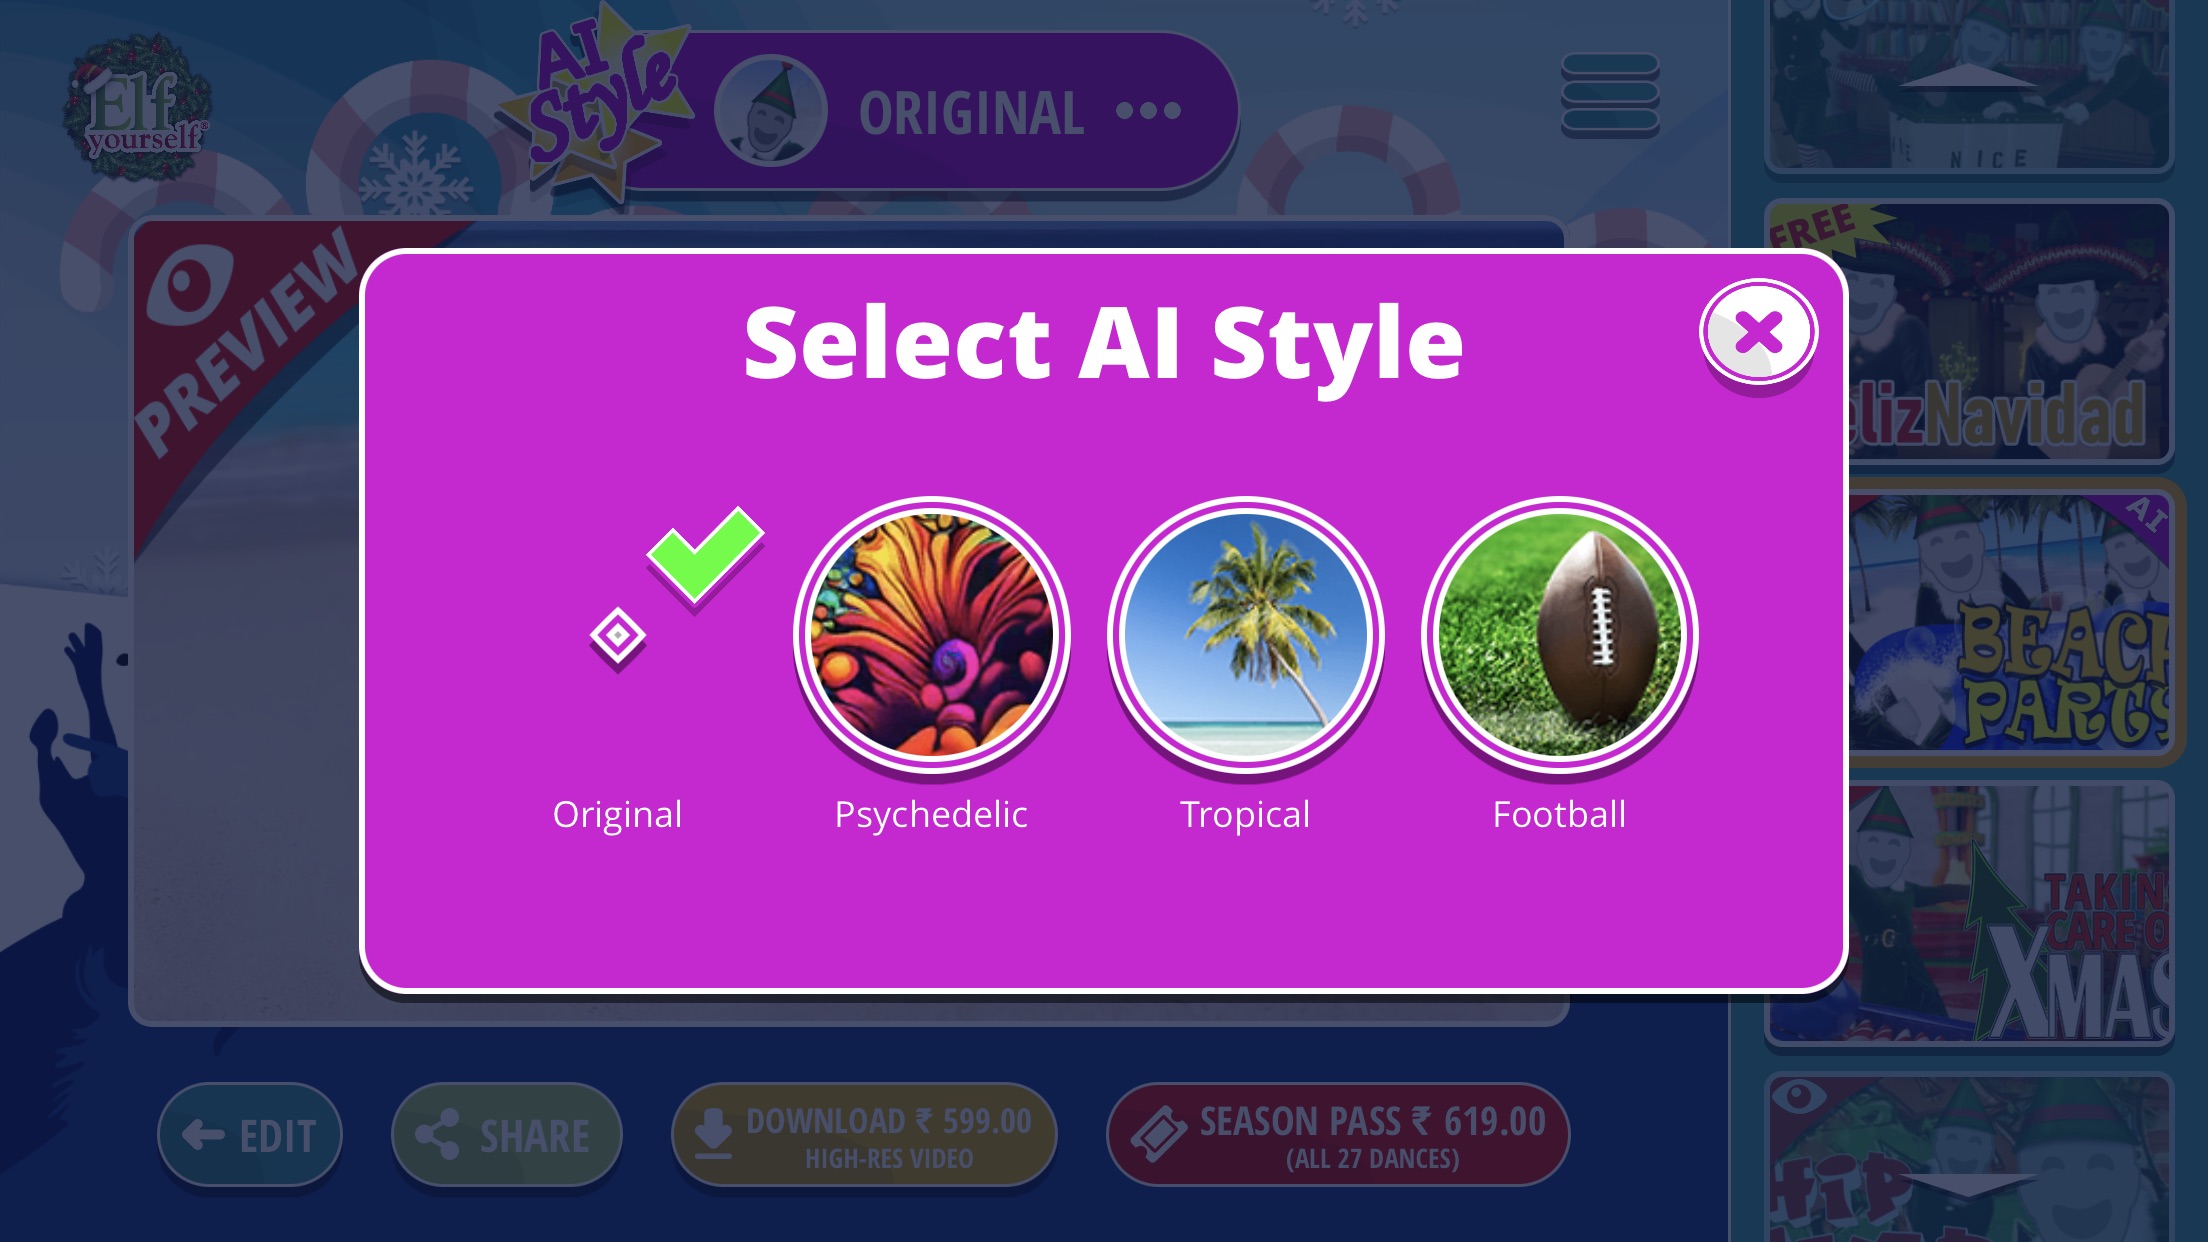 Elf
yourself®
AI
Style
ORIGINAL
NICE
PREVIEW
FREE
Select AI Style
elizNavidad
AI
BEACH
PARTY
Original
Psychedelic
Tropical
Football
TAKIN
CARE O
XMAS
EDIT
SHARE
DOWNLOAD ₹ 599.00
HIGH-RES VIDEO
SEASON PASS ₹ 619.00
(ALL 27 DANCES)
HIP